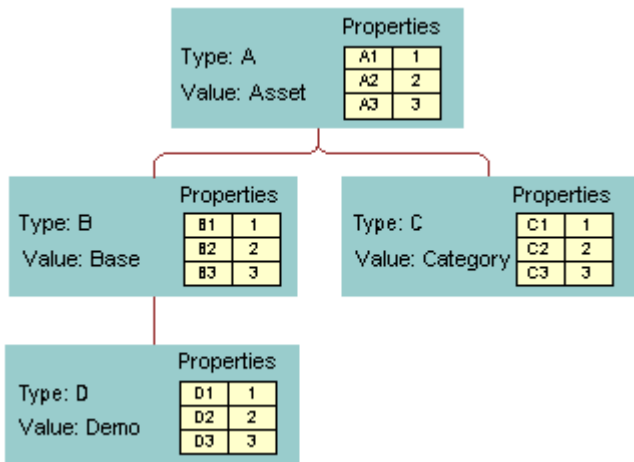 Properties
Type: A
Value: Asset
A1 1
A2 2
A3 3
Properties
Type: B
Value: Base
B1 1
B2 2
B3 3
Properties
Type: C
Value: Category
C1 1
C2 2
C3 3
Properties
Type: D
Value: Demo
D1 1
D2 2
D3 3